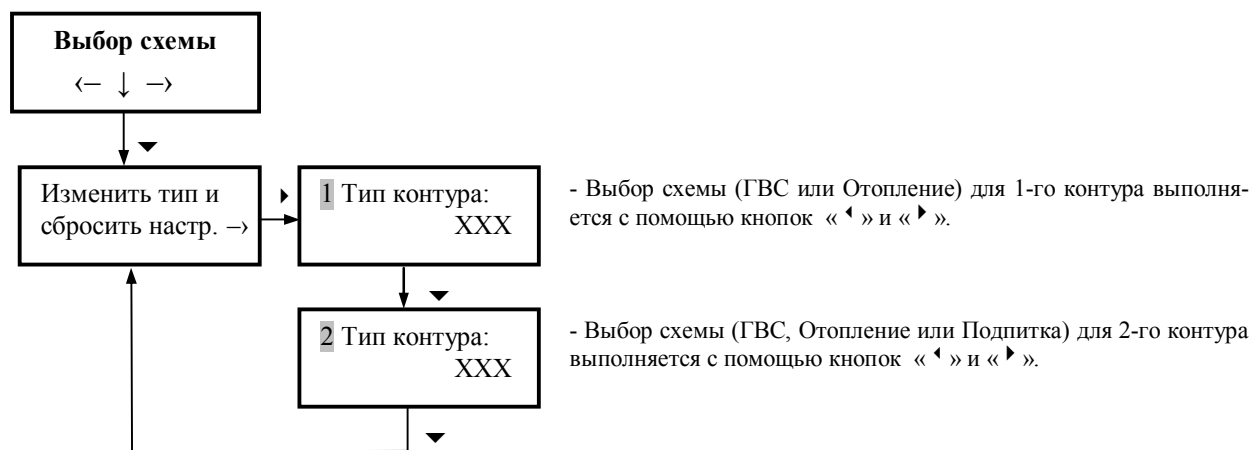 Выбор схемы
‹– ↓ –›
Изменить тип и
сбросить настр. –›
1 Тип контура:
XXX
- Выбор схемы (ГВС или Отопление) для 1-го контура выполня-
ется с помощью кнопок « ◂ » и « ▸ ».
2 Тип контура:
XXX
- Выбор схемы (ГВС, Отопление или Подпитка) для 2-го контура
выполняется с помощью кнопок « ◂ » и « ▸ ».